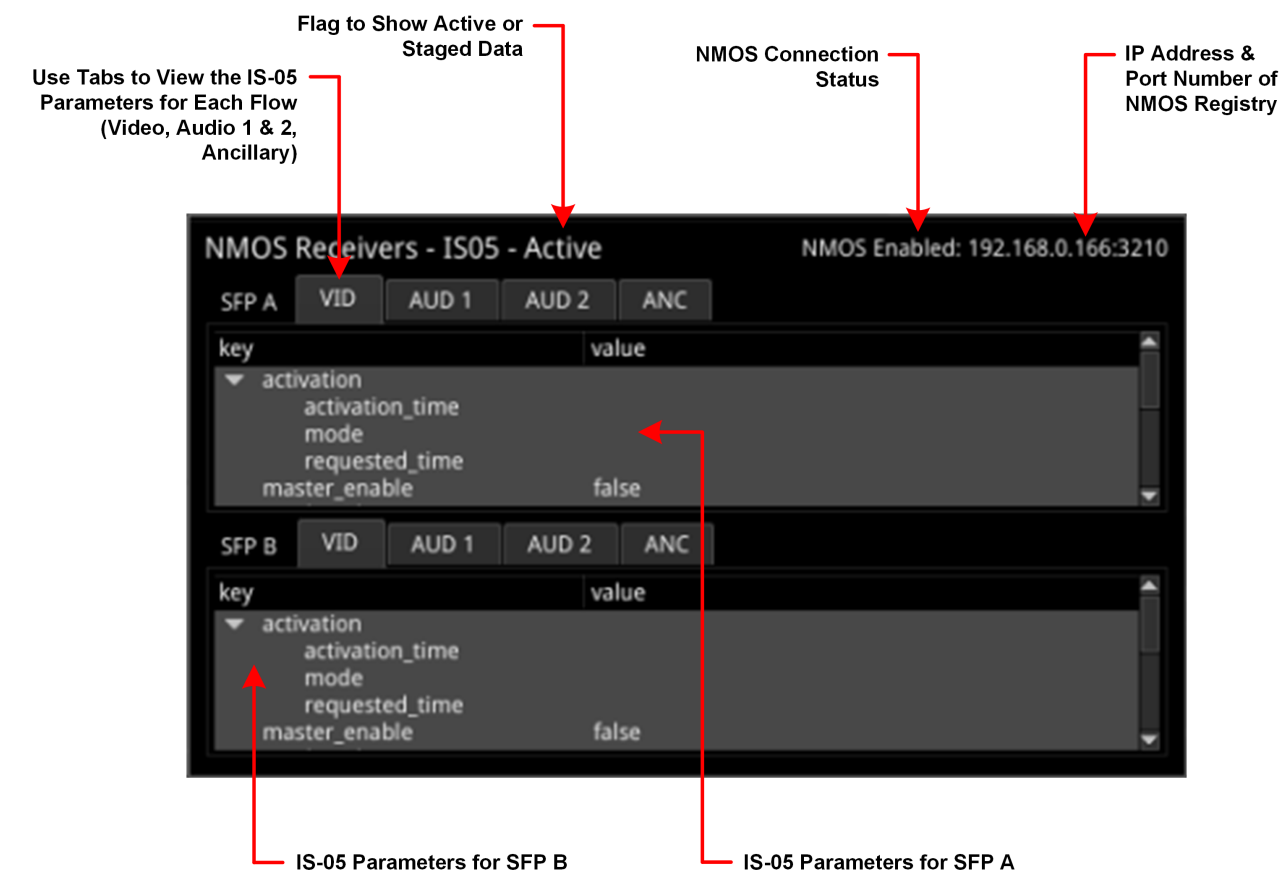 Flag to Show Active or
Staged Data
NMOS Connection
Status
IP Address &
Port Number of
NMOS Registry
Use Tabs to View the IS-05
Parameters for Each Flow
(Video, Audio 1 & 2,
Ancillary)
NMOS Receivers - IS05 - Active
NMOS Enabled: 192.168.0.166:3210
SFP A VID AUD 1 AUD 2 ANC
key value
activation
activation_time
mode
requested_time
master_enable false
SFP B VID AUD 1 AUD 2 ANC
key value
activation
activation_time
mode
requested_time
master_enable false
IS-05 Parameters for SFP B
IS-05 Parameters for SFP A